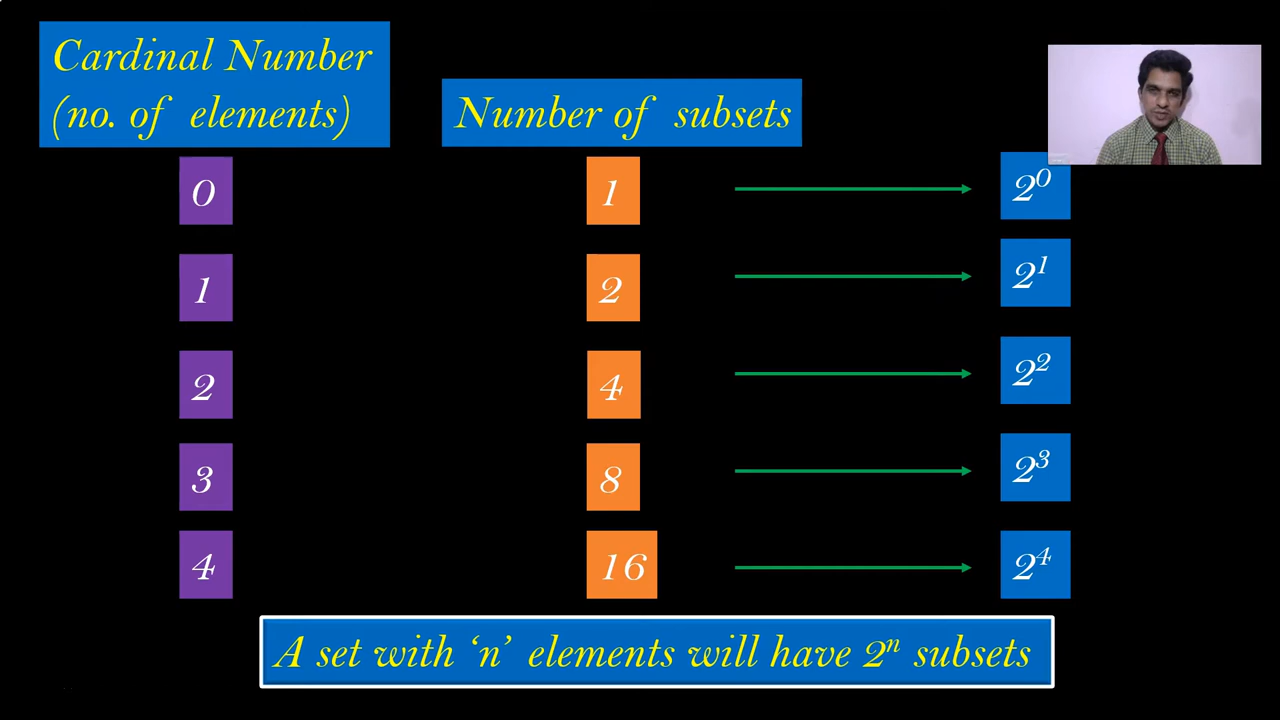 Cardinal Number
(no. of elements)
Number of subsets
0 1 2⁰
1 2 2¹
2 4 2²
3 8 2³
4 16 2⁴
A set with ‘n’ elements will have 2ⁿ subsets